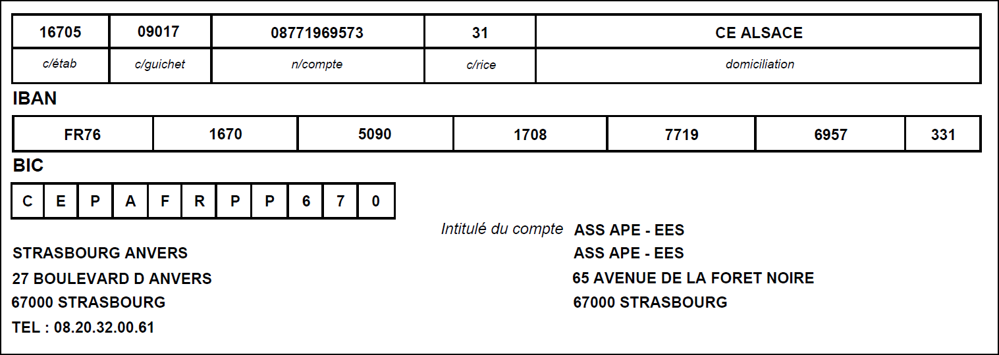 16705 09017 08771969573 31 CE ALSACE
c/étab c/guichet n/compte c/rice domiciliation
IBAN
FR76 1670 5090 1708 7719 6957 331
BIC
C E P A F R P P 6 7 0
Intitulé du compte ASS APE - EES
STRASBOURG ANVERS ASS APE - EES
27 BOULEVARD D ANVERS 65 AVENUE DE LA FORET NOIRE
67000 STRASBOURG 67000 STRASBOURG
TEL : 08.20.32.00.61